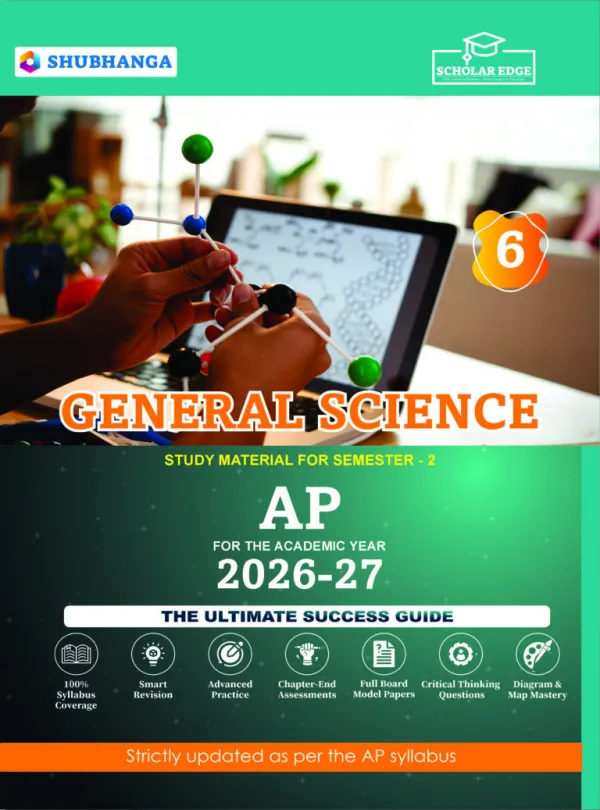 SHUBHANGA
SCHOLAR EDGE
6
GENERAL SCIENCE
STUDY MATERIAL FOR SEMESTER - 2
AP
FOR THE ACADEMIC YEAR
2026-27
THE ULTIMATE SUCCESS GUIDE
100%
Syllabus
Coverage
Smart
Revision
Advanced
Practice
Chapter-End
Assessments
Full Board
Model Papers
Critical Thinking
Questions
Diagram &
Map Mastery
Strictly updated as per the AP syllabus